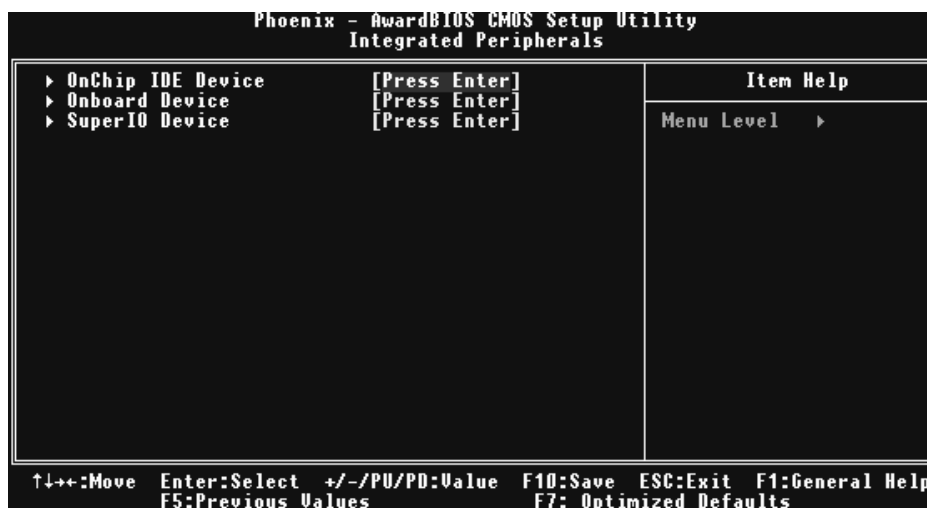 Phoenix - AwardBIOS CMOS Setup Utility
Integrated Peripherals
▸ OnChip IDE Device [Press Enter]
▸ Onboard Device [Press Enter]
▸ SuperIO Device [Press Enter]
Item Help
Menu Level ▸
↑↓→←:Move Enter:Select +/-/PU/PD:Value F10:Save ESC:Exit F1:General Help
F5:Previous Values F7: Optimized Defaults